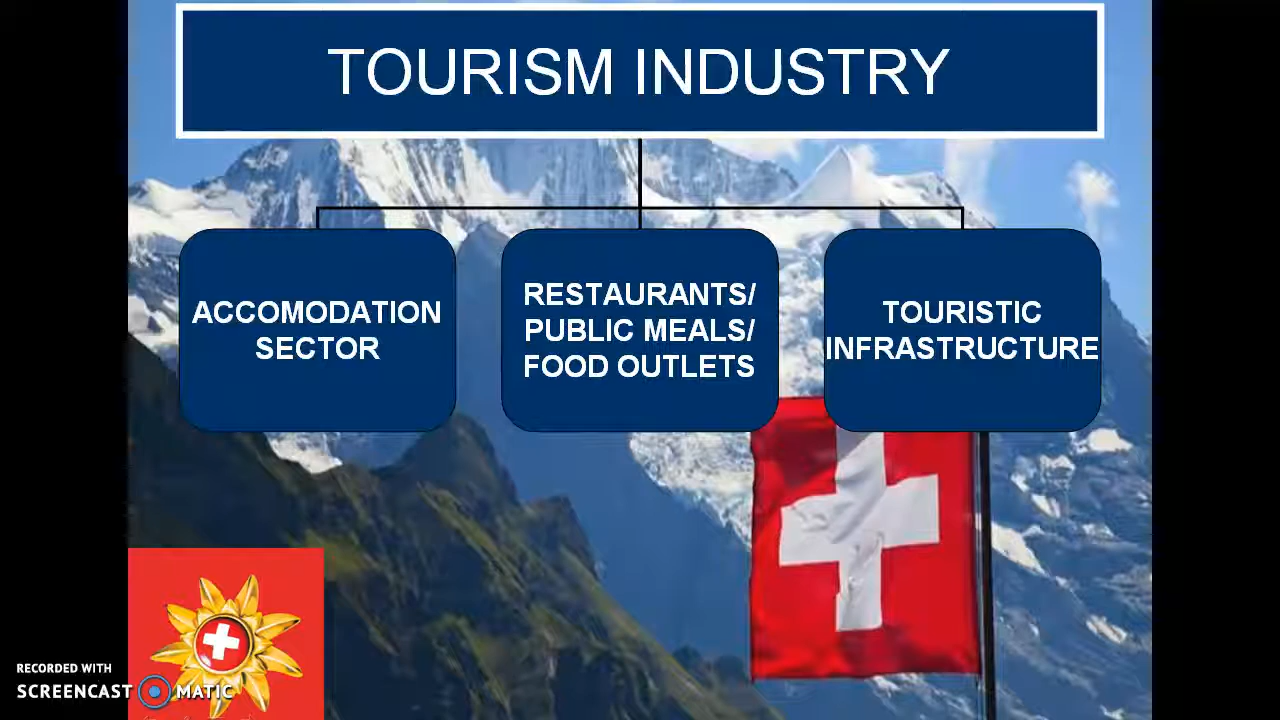 TOURISM INDUSTRY
ACCOMODATION
SECTOR
RESTAURANTS/
PUBLIC MEALS/
FOOD OUTLETS
TOURISTIC
INFRASTRUCTURE
RECORDED WITH
SCREENCAST MATIC